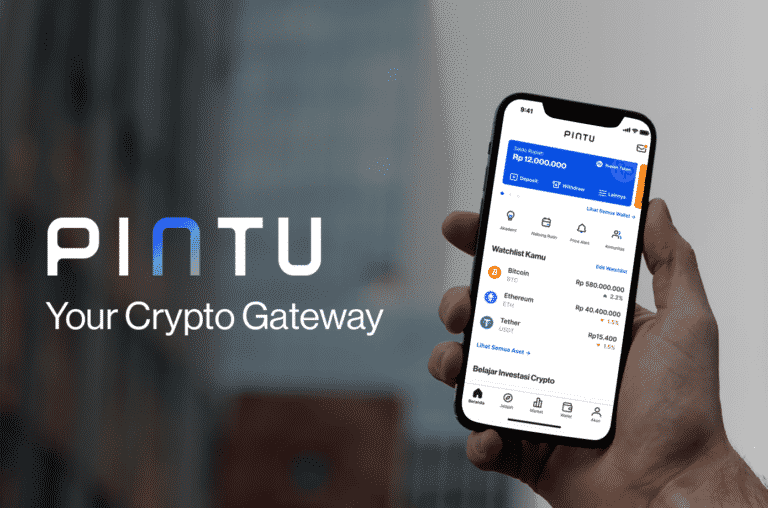 PINTU
Your Crypto Gateway
9:41
PINTU
Saldo Rupiah
Rp 12.000.000
Proses Token
Deposit
Withdraw
Lainnya
Lihat Semua Wallet →
Akademi
Nabung Rutin
Price Alert
Komunitas
Watchlist Kamu
Edit Watchlist
Bitcoin
BTC
Rp 580.000.000
▲ 2.2%
Ethereum
ETH
Rp 40.400.000
▼ 1.5%
Tether
USDT
Rp15,400
▼ 1.5%
Lihat Semua Aset →
Belajar Investasi Crypto
Beranda
Jelajah
Market
Wallet
Akun